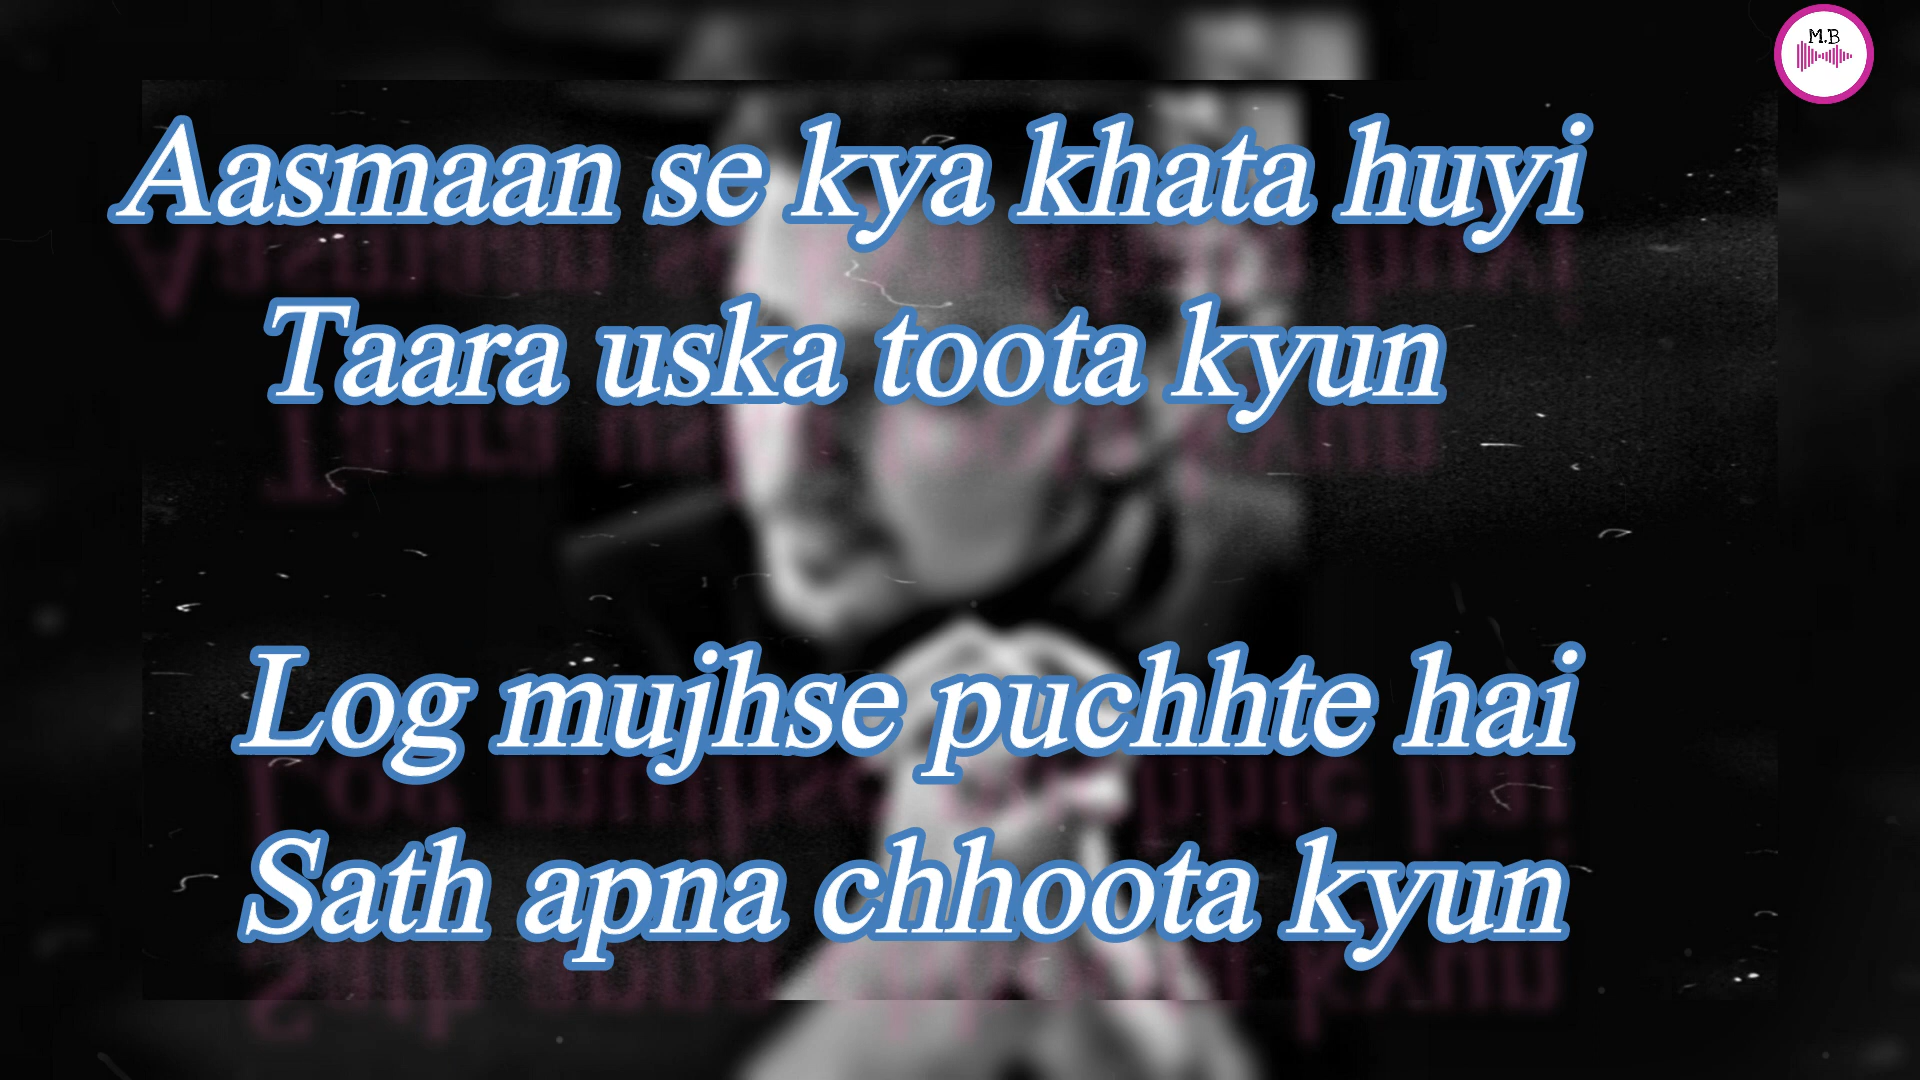 M.B
Aasmaan se kya khata huyi
Taara uska toota kyun
Log mujhse puchhte hai
Sath apna chhoota kyun